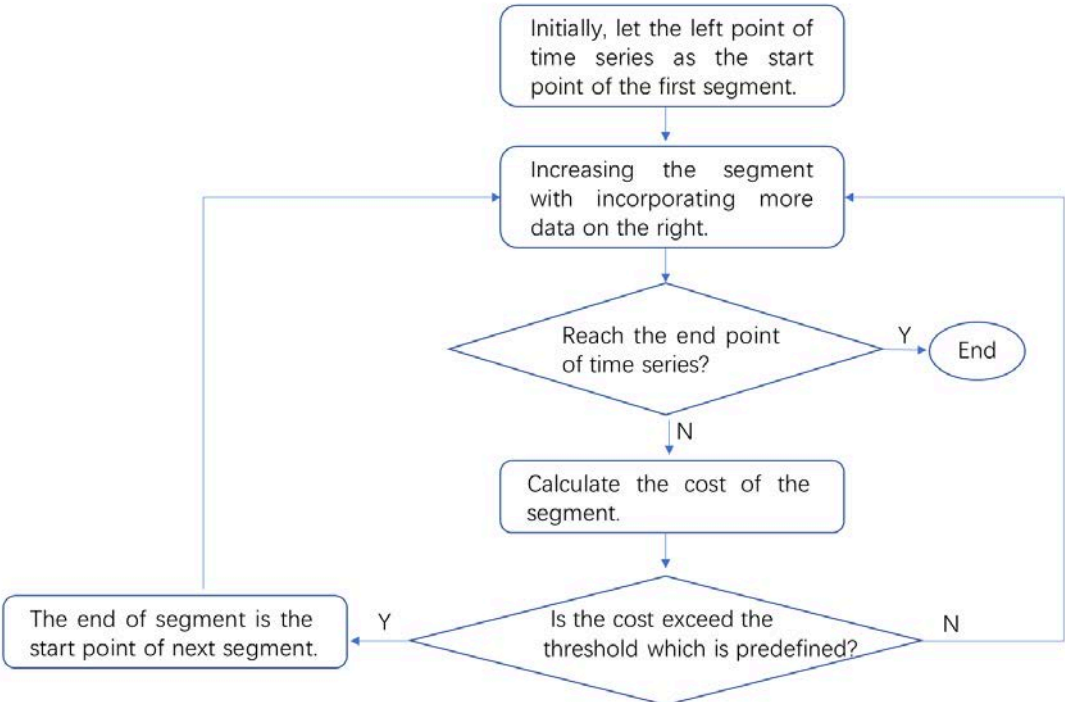 Initially, let the left point of
time series as the start
point of the first segment.
Increasing the segment
with incorporating more
data on the right.
Reach the end point
of time series?
Y
End
N
Calculate the cost of the
segment.
Is the cost exceed the
threshold which is predefined?
Y
N
The end of segment is the
start point of next segment.